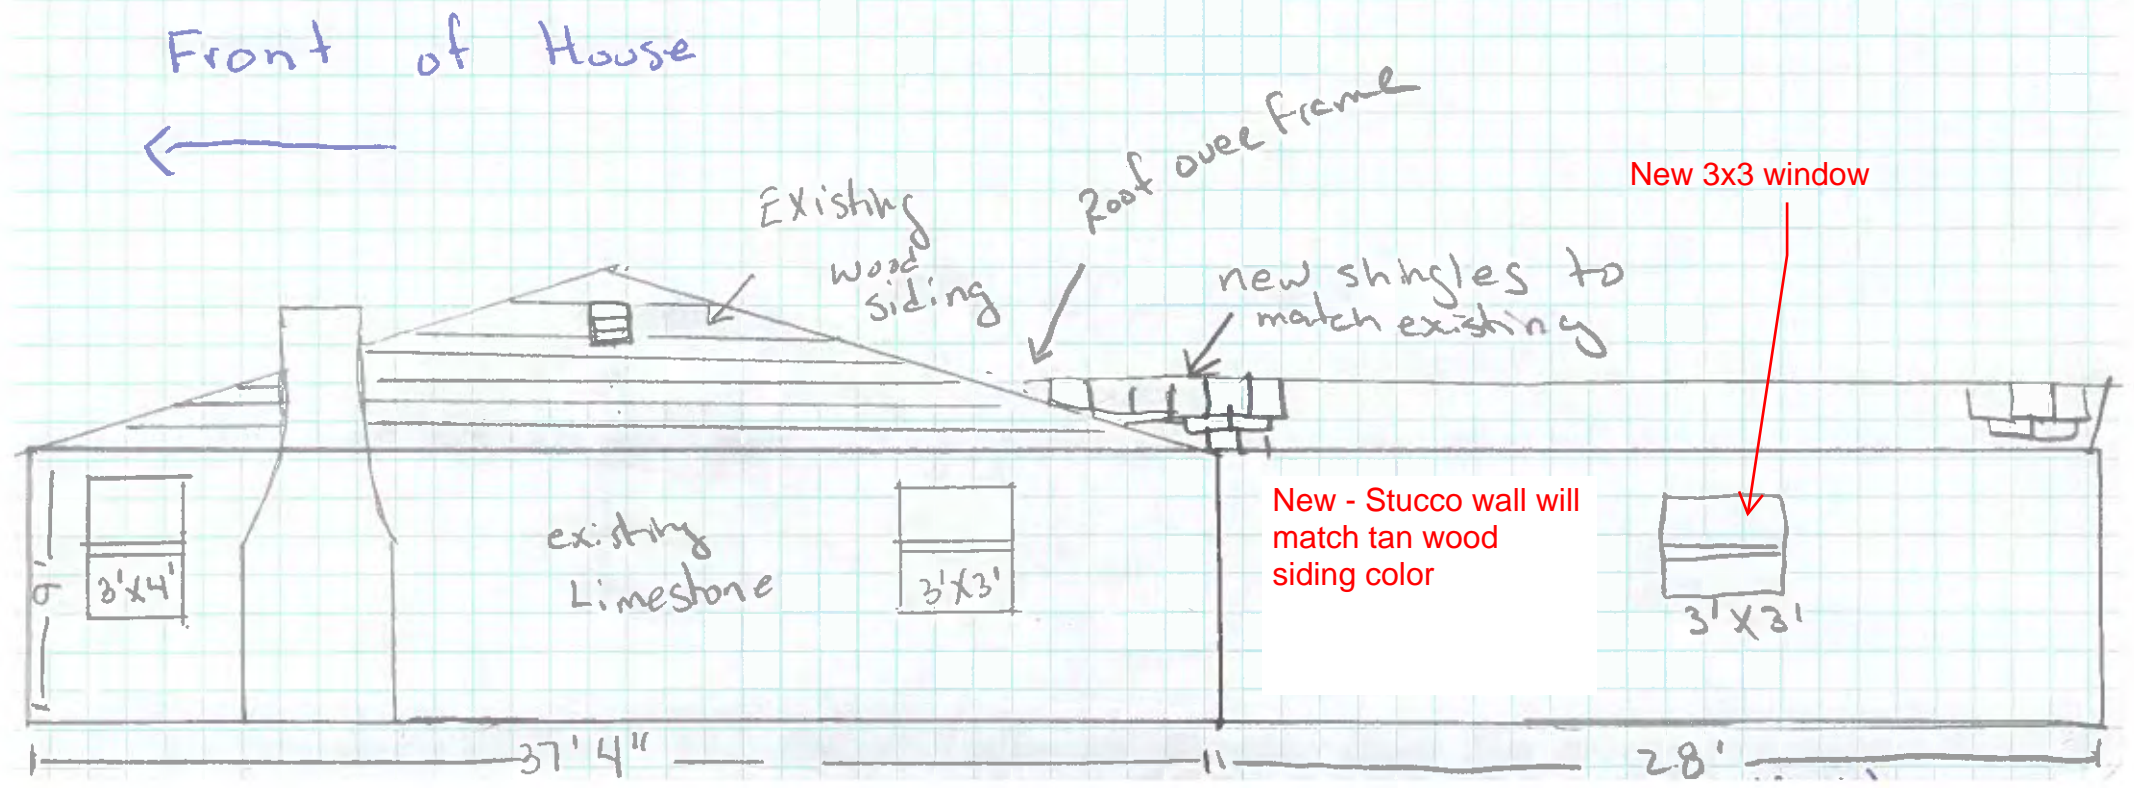 Front of House
Roof over Frame
New 3x3 window
Existing
wood
siding
new shingles to
match existing
New - Stucco wall will
match tan wood
siding color
existing
Limestone
9'
3'X4'
3'X3'
3'X3'
37'4"
28'